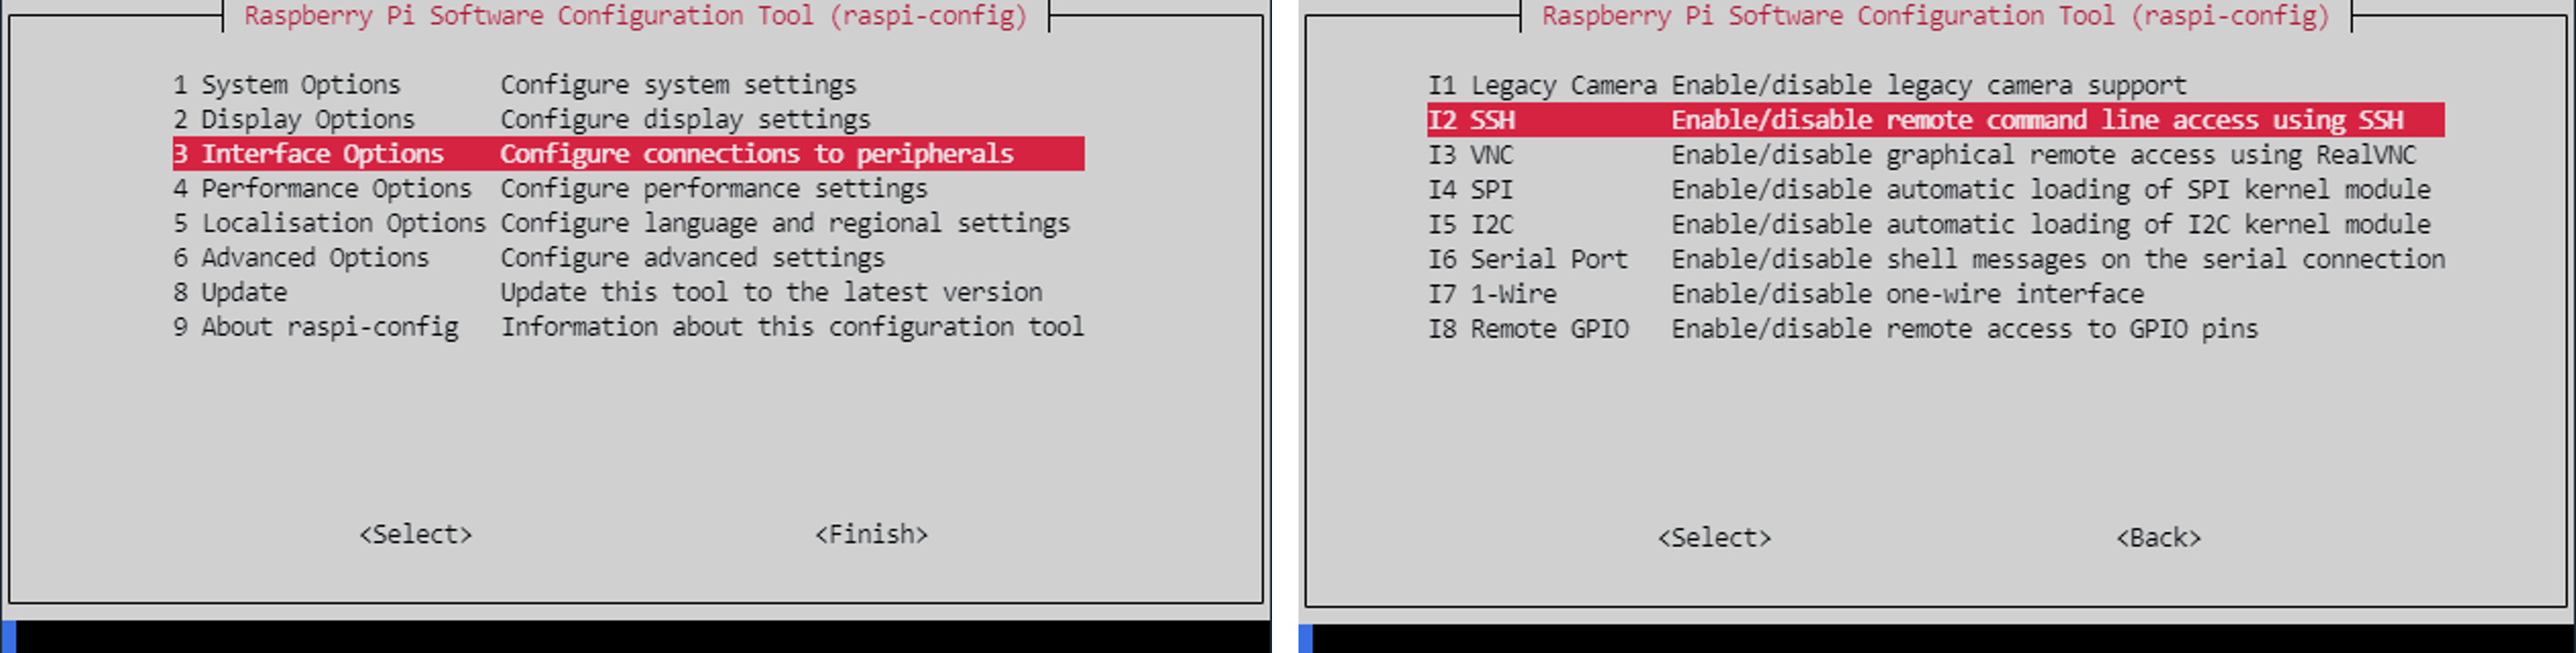 Raspberry Pi Software Configuration Tool (raspi-config)
1 System Options Configure system settings
2 Display Options Configure display settings
3 Interface Options Configure connections to peripherals
4 Performance Options Configure performance settings
5 Localisation Options Configure language and regional settings
6 Advanced Options Configure advanced settings
8 Update Update this tool to the latest version
9 About raspi-config Information about this configuration tool
<Select> <Finish>
Raspberry Pi Software Configuration Tool (raspi-config)
I1 Legacy Camera Enable/disable legacy camera support
I2 SSH Enable/disable remote command line access using SSH
I3 VNC Enable/disable graphical remote access using RealVNC
I4 SPI Enable/disable automatic loading of SPI kernel module
I5 I2C Enable/disable automatic loading of I2C kernel module
I6 Serial Port Enable/disable shell messages on the serial connection
I7 1-Wire Enable/disable one-wire interface
I8 Remote GPIO Enable/disable remote access to GPIO pins
<Select> <Back>